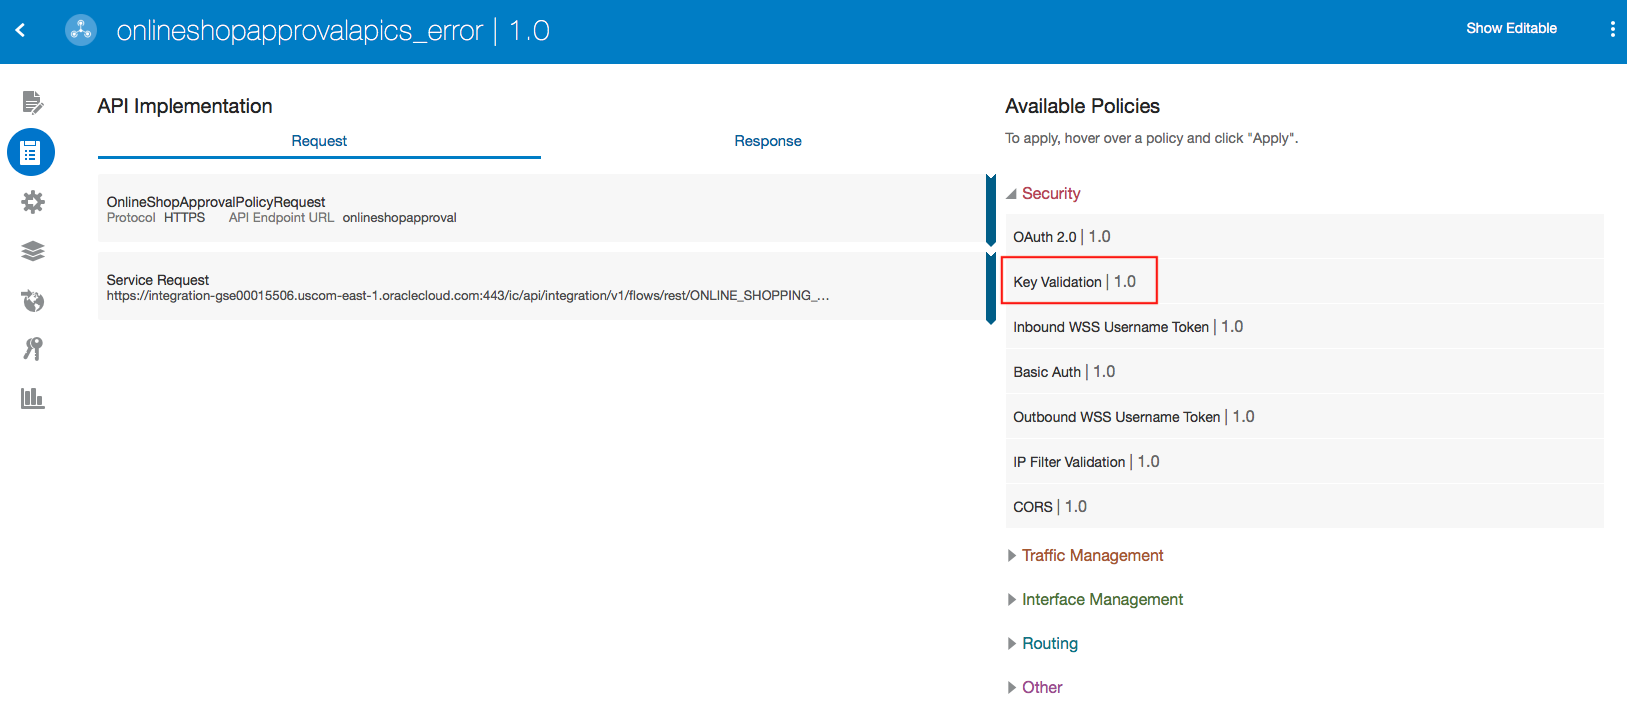 onlineshopapprovalapics_error | 1.0
Show Editable
API Implementation
Request
Response
OnlineShopApprovalPolicyRequest
Protocol HTTPS API Endpoint URL onlineshopapproval
Service Request
https://integration-gse00015506.uscom-east-1.oraclecloud.com:443/ic/api/integration/v1/flows/rest/ONLINE_SHOPPING_...
Available Policies
To apply, hover over a policy and click "Apply".
Security
OAuth 2.0 | 1.0
Key Validation | 1.0
Inbound WSS Username Token | 1.0
Basic Auth | 1.0
Outbound WSS Username Token | 1.0
IP Filter Validation | 1.0
CORS | 1.0
Traffic Management
Interface Management
Routing
Other